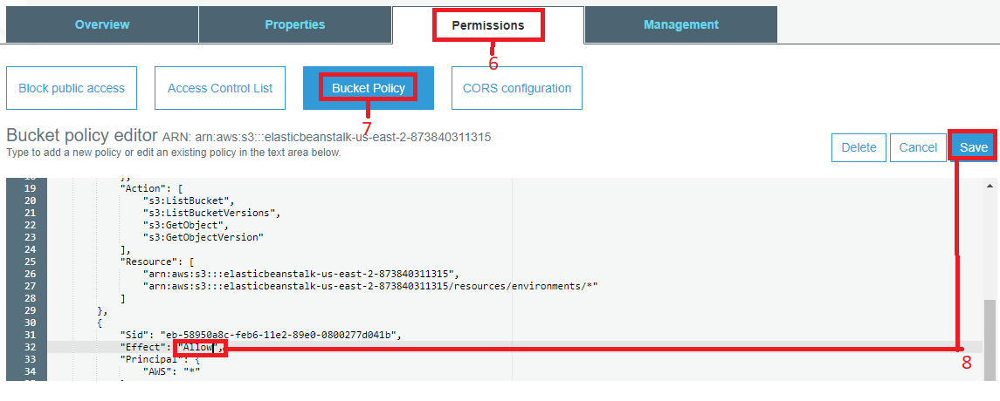 Overview Properties Permissions Management
6
Block public access Access Control List Bucket Policy CORS configuration
7
Bucket policy editor ARN: arn:aws:s3:::elasticbeanstalk-us-east-2-873840311315
Type to add a new policy or edit an existing policy in the text area below.
Delete Cancel Save
18 },
19 "Action": [
20 "s3:ListBucket",
21 "s3:ListBucketVersions",
22 "s3:GetObject",
23 "s3:GetObjectVersion"
24 ],
25 "Resource": [
26 "arn:aws:s3:::elasticbeanstalk-us-east-2-873840311315",
27 "arn:aws:s3:::elasticbeanstalk-us-east-2-873840311315/resources/environments/*"
28 ]
29 },
30 {
31 "Sid": "eb-58950a8c-feb6-11e2-89e0-0800277d041b",
32 "Effect": "Allow",
33 "Principal": {
34 "AWS": "*"
8